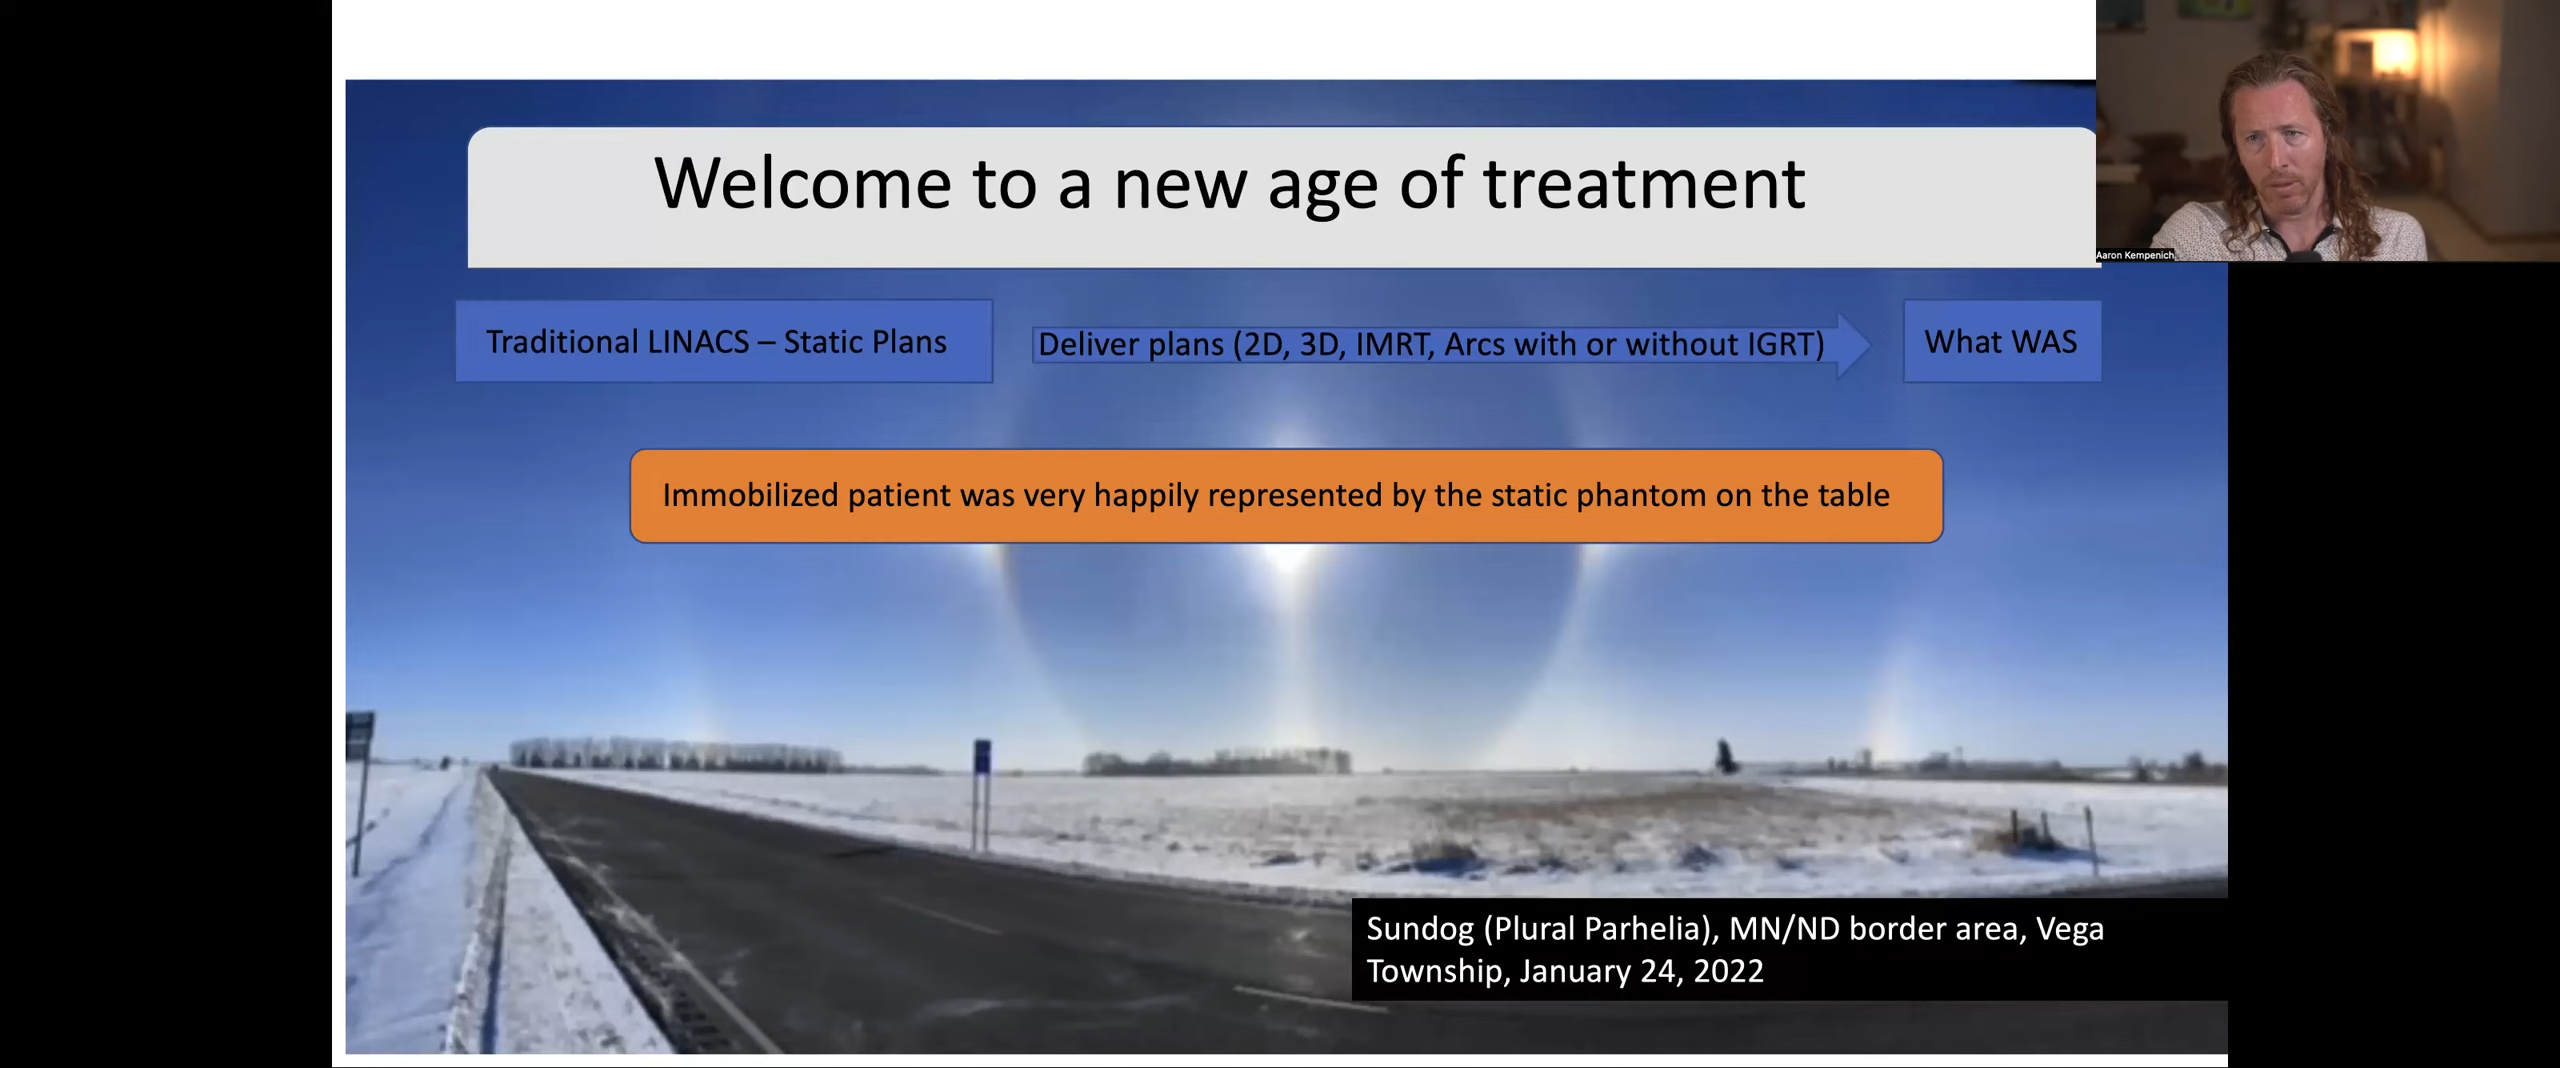 Welcome to a new age of treatment
Aaron Kempenich
Traditional LINACS – Static Plans
Deliver plans (2D, 3D, IMRT, Arcs with or without IGRT)
What WAS
Immobilized patient was very happily represented by the static phantom on the table
Sundog (Plural Parhelia), MN/ND border area, Vega
Township, January 24, 2022